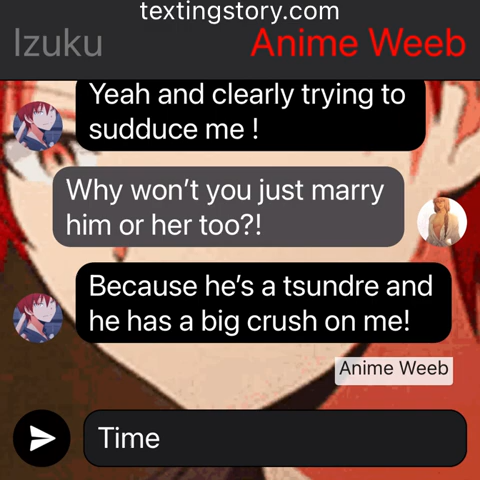 textingstory.com
Izuku
Anime Weeb
Yeah and clearly trying to
sudduce me !
Why won't you just marry
him or her too?!
Because he's a tsundre and
he has a big crush on me!
Anime Weeb
Time